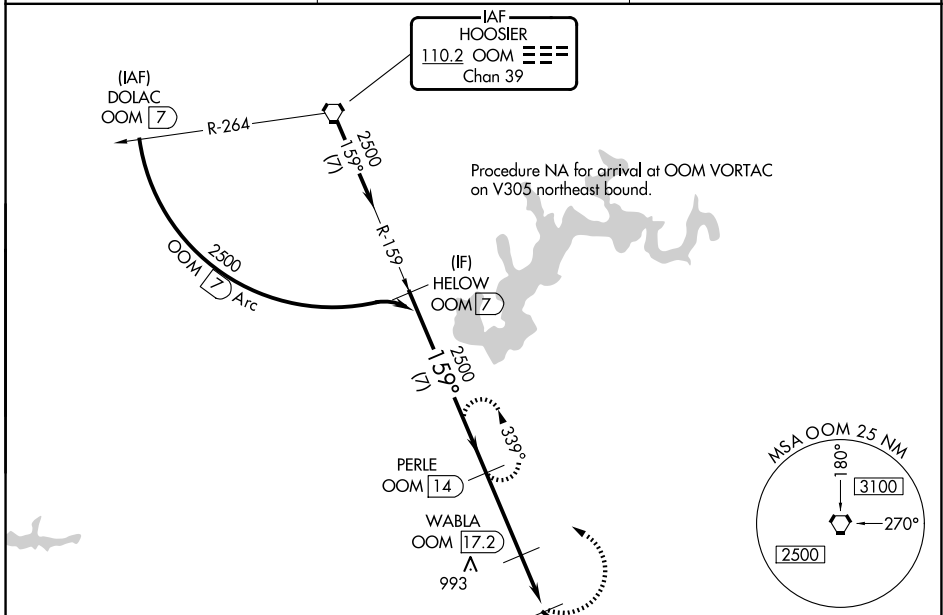 IAF
HOOSIER
110.2 OOM
Chan 39
(IAF)
DOLAC
OOM 7
R-264
2500
159°
(7)
Procedure NA for arrival at OOM VORTAC
on V305 northeast bound.
R-159
(IF)
HELOW
OOM 7
2500
OOM 7 Arc
2500
159°
(7)
339°
PERLE
OOM 14
WABLA
OOM 17.2
993
MSA OOM 25 NM
180°
3100
270°
2500